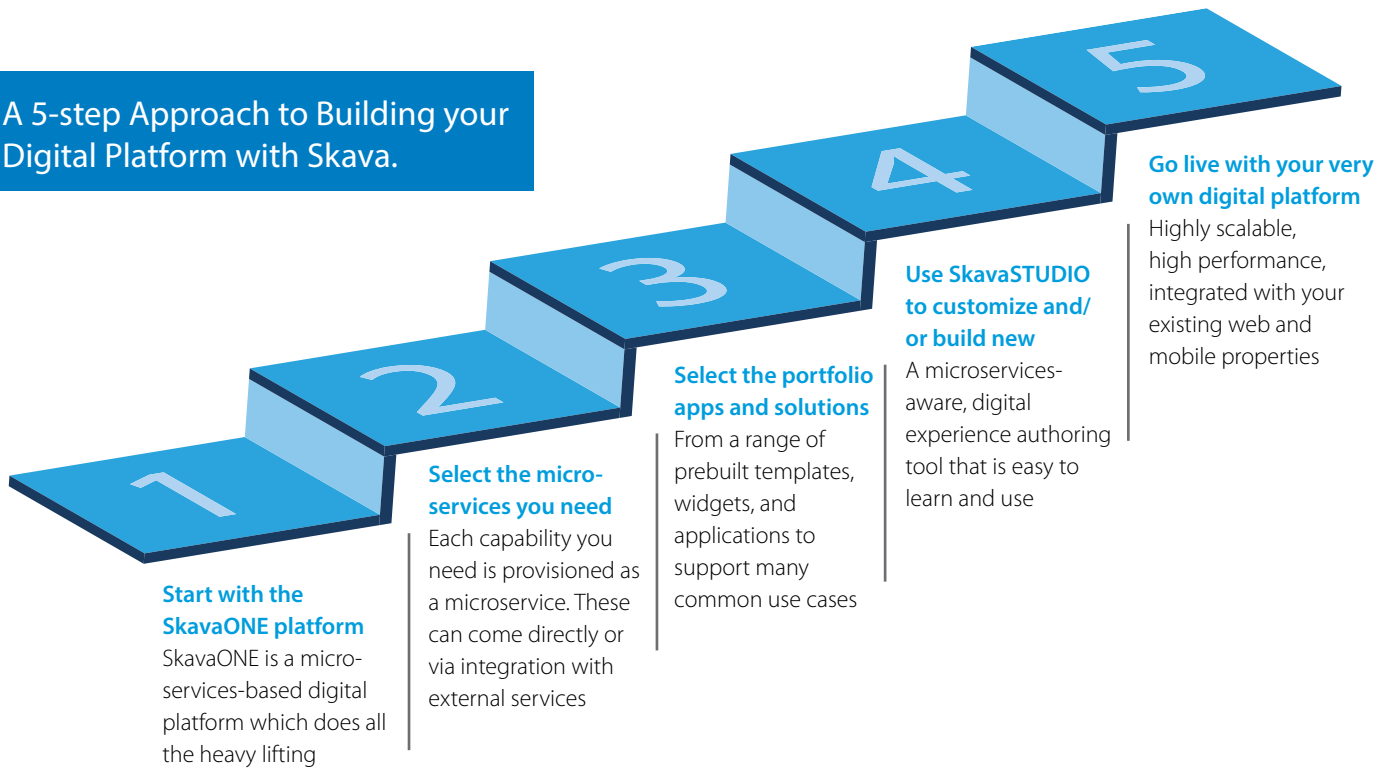 A 5-step Approach to Building your
Digital Platform with Skava.
1
Start with the
SkavaONE platform
SkavaONE is a micro-
services-based digital
platform which does all
the heavy lifting
2
Select the micro-
services you need
Each capability you
need is provisioned as
a microservice. These
can come directly or
via integration with
external services
3
Select the portfolio
apps and solutions
From a range of
prebuilt templates,
widgets, and
applications to
support many
common use cases
4
Use SkavaSTUDIO
to customize and/
or build new
A microservices-
aware, digital
experience authoring
tool that is easy to
learn and use
5
Go live with your very
own digital platform
Highly scalable,
high performance,
integrated with your
existing web and
mobile properties